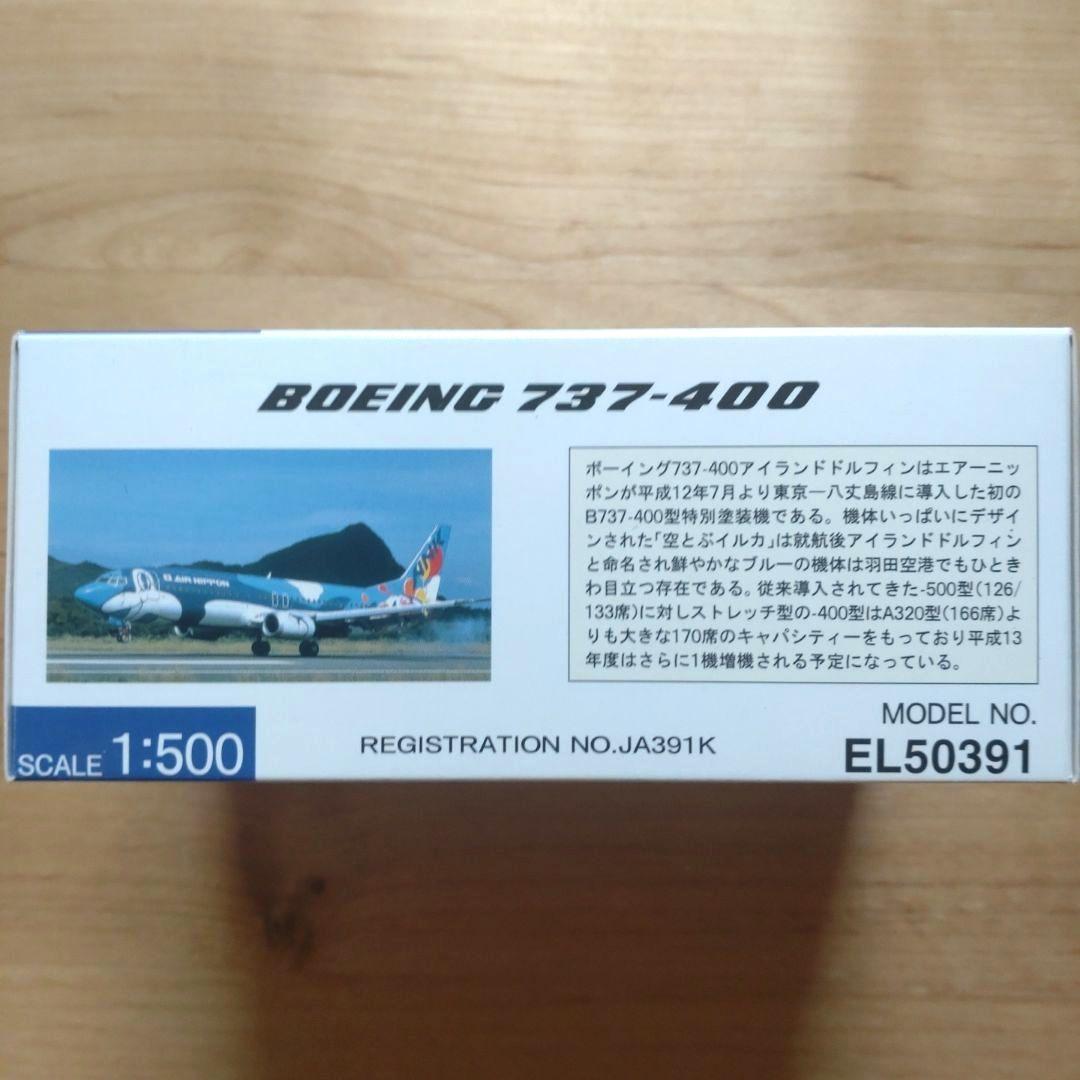 BOEING 737-400
AIR NIPPON
ボーイング737-400アイランドドルフィンはエアーニッ
ポンが平成12年7月より東京ー八丈島線に導入した初の
B737-400型特別塗装機である。機体いっぱいにデザイ
ンされた「空とぶイルカ」は就航後アイランドドルフィン
と命名され鮮やかなブルーの機体は羽田空港でもひとき
わ目立つ存在である。従来導入されてきた-500型(126/
133席)に対しストレッチ型の-400型はA320型(166席)よ
りも大きな170席のキャパシティーをもっており平成13
年度はさらに1機増機される予定になっている。
SCALE 1:500
REGISTRATION NO.JA391K
MODEL NO.
EL50391